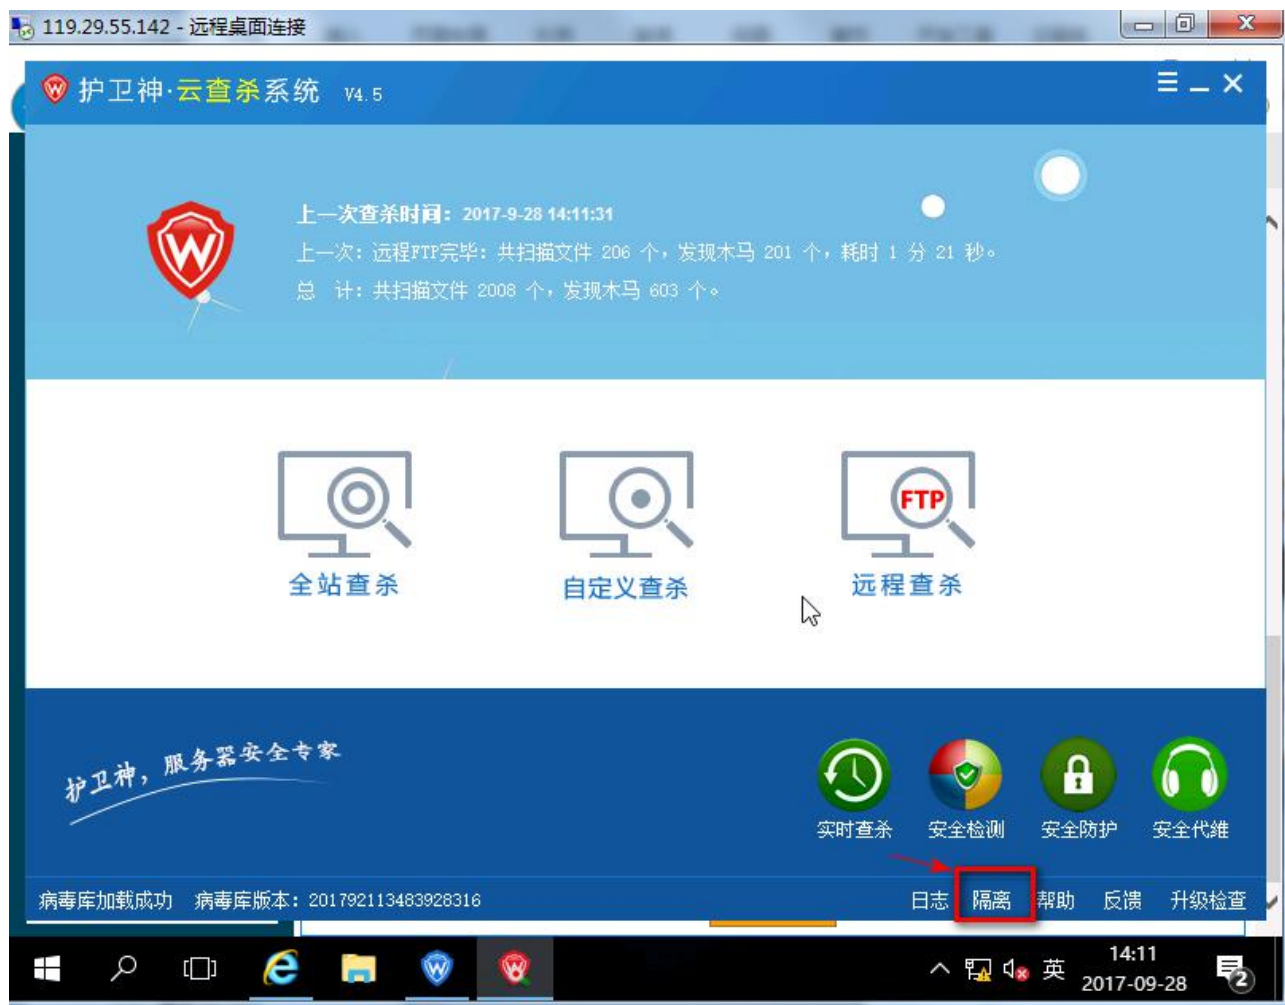 119.29.55.142 - 远程桌面连接
护卫神·云查杀系统 V4.5
上一次查杀时间：2017-9-28 14:11:31
上一次：远程FTP完毕：共扫描文件 206 个，发现木马 201 个，耗时 1 分 21 秒。
总 计：共扫描文件 2008 个，发现木马 603 个。
FTP
全站查杀 自定义查杀 远程查杀
护卫神，服务器安全专家
实时查杀 安全检测 安全防护 安全代维
病毒库加载成功 病毒库版本：201792113483928316 日志 隔离 帮助 反馈 升级检查
英 14:11
2017-09-28 2